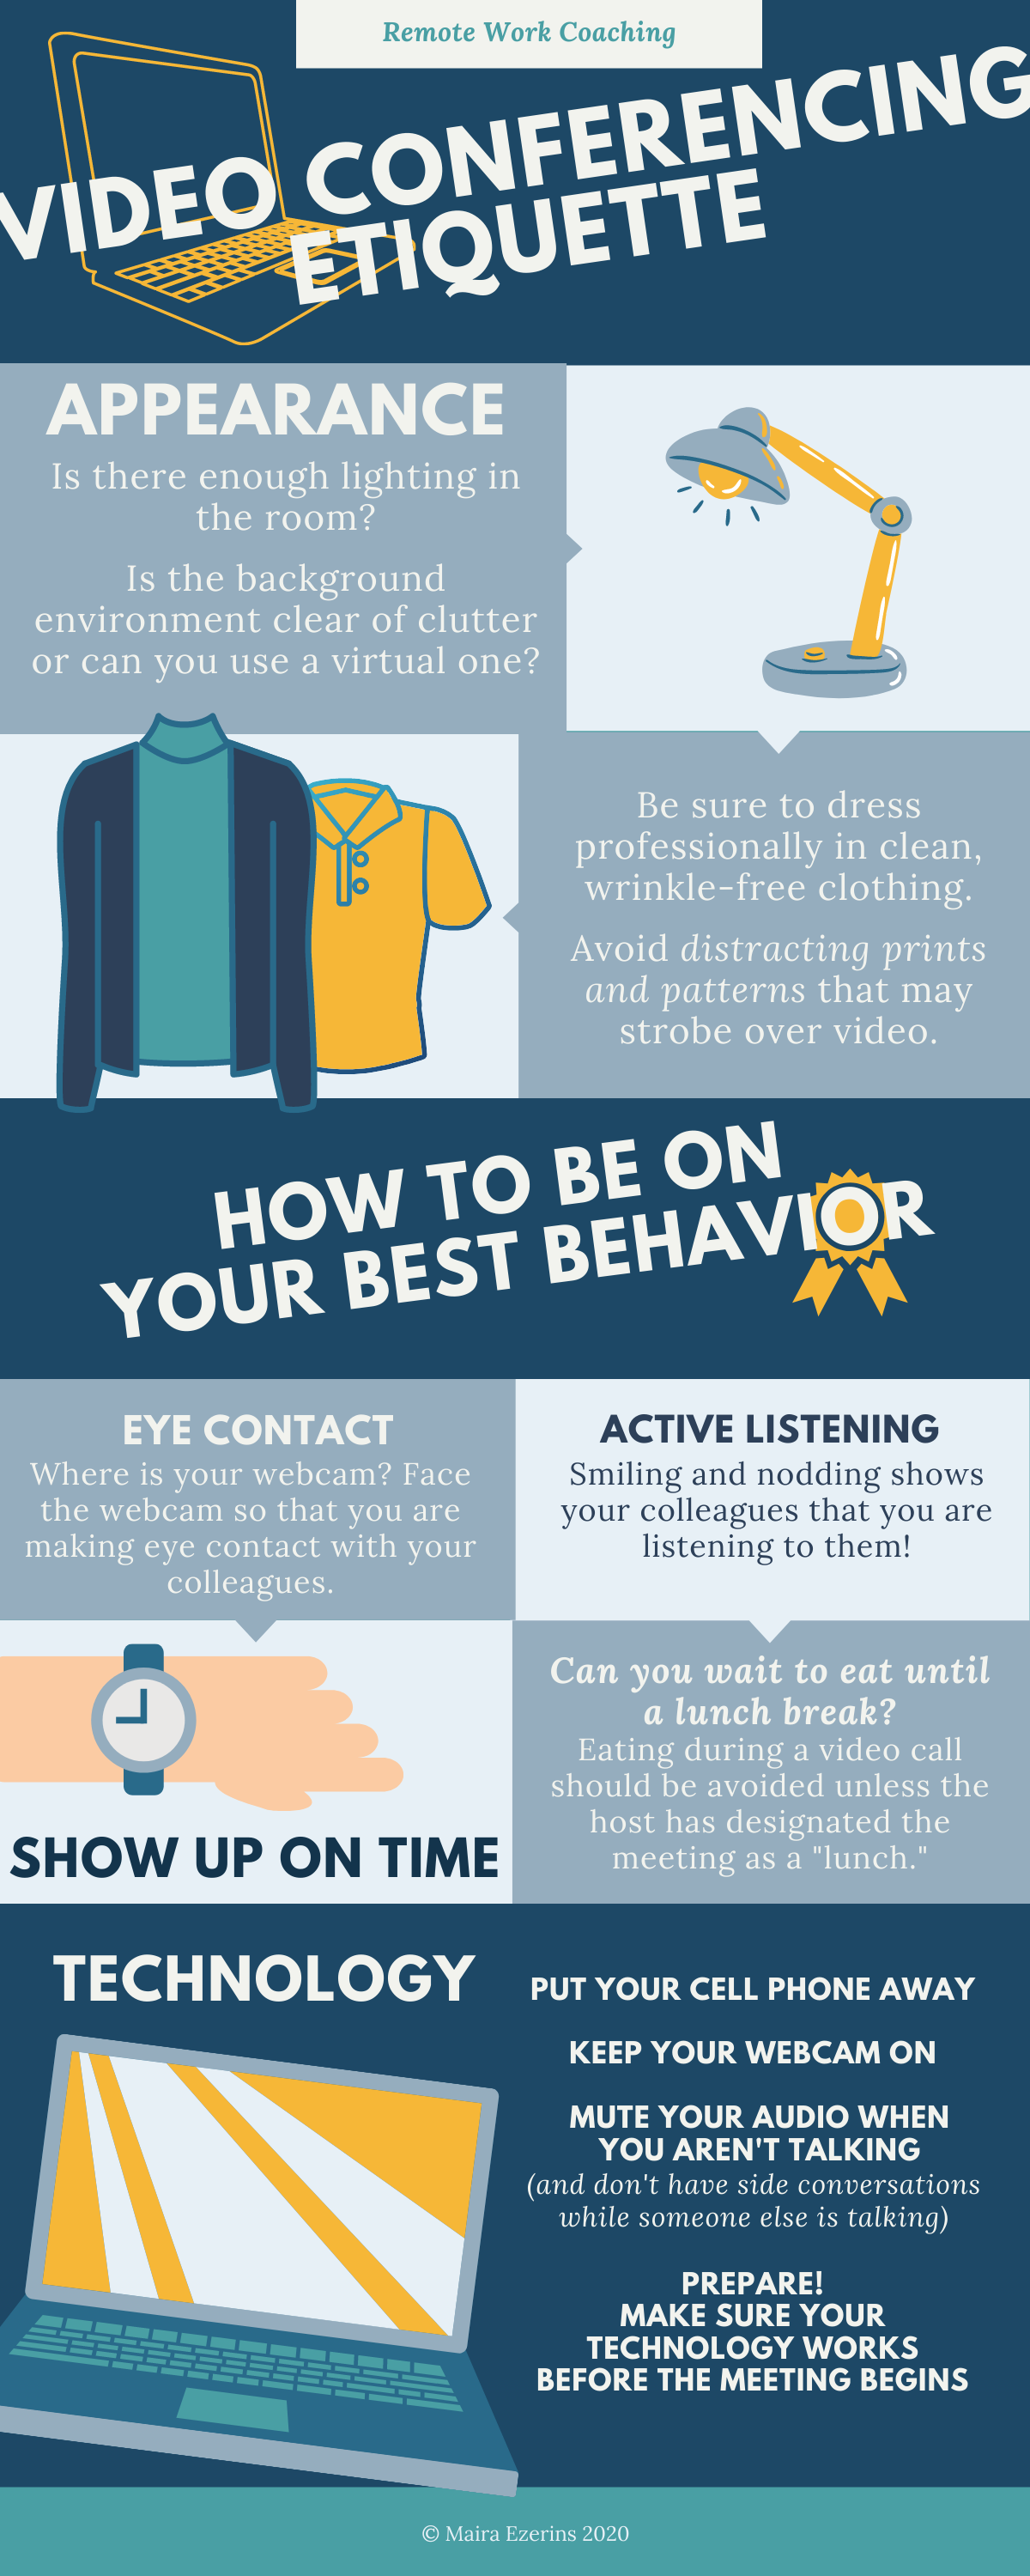 Remote Work Coaching
VIDEO CONFERENCING
ETIQUETTE
APPEARANCE
Is there enough lighting in
the room?
Is the background
environment clear of clutter
or can you use a virtual one?
Be sure to dress
professionally in clean,
wrinkle-free clothing.
Avoid distracting prints
and patterns that may
strobe over video.
HOW TO BE ON
YOUR BEST BEHAVIOR
EYE CONTACT
Where is your webcam? Face
the webcam so that you are
making eye contact with your
colleagues.
ACTIVE LISTENING
Smiling and nodding shows
your colleagues that you are
listening to them!
SHOW UP ON TIME
Can you wait to eat until
a lunch break?
Eating during a video call
should be avoided unless the
host has designated the
meeting as a "lunch."
TECHNOLOGY
PUT YOUR CELL PHONE AWAY
KEEP YOUR WEBCAM ON
MUTE YOUR AUDIO WHEN
YOU AREN'T TALKING
(and don't have side conversations
while someone else is talking)
PREPARE!
MAKE SURE YOUR
TECHNOLOGY WORKS
BEFORE THE MEETING BEGINS
© Maira Ezerins 2020